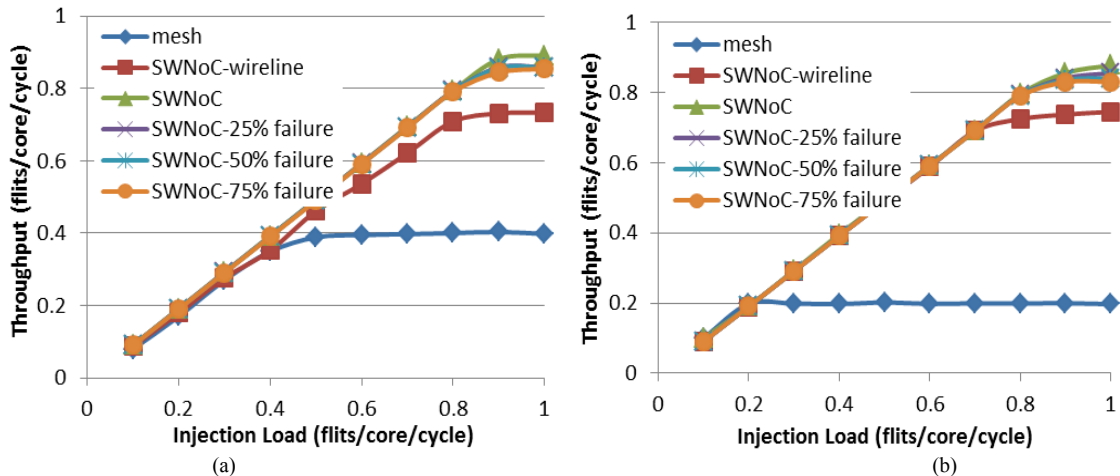 1
0.8
0.6
0.4
0.2
0
Throughput (flits/core/cycle)
mesh
SWNoC-wireline
SWNoC
SWNoC-25% failure
SWNoC-50% failure
SWNoC-75% failure
0 0.2 0.4 0.6 0.8 1
Injection Load (flits/core/cycle)
(a)
1
0.8
0.6
0.4
0.2
0
Throughput (flits/core/cycle)
mesh
SWNoC-wireline
SWNoC
SWNoC-25% failure
SWNoC-50% failure
SWNoC-75% failure
0 0.2 0.4 0.6 0.8 1
Injection Load (flits/core/cycle)
(b)